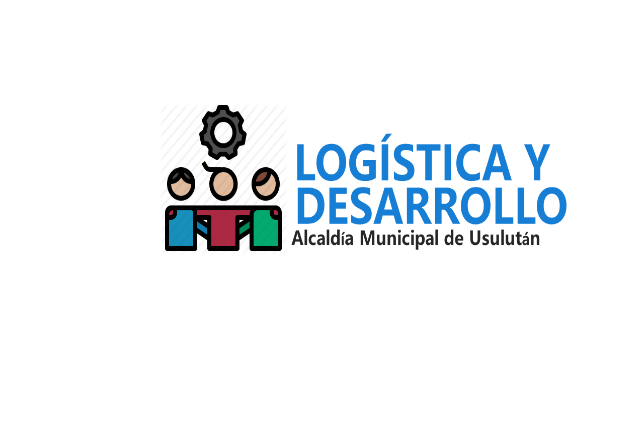 LOGÍSTICA Y
DESARROLLO
Alcaldía Municipal de Usulután